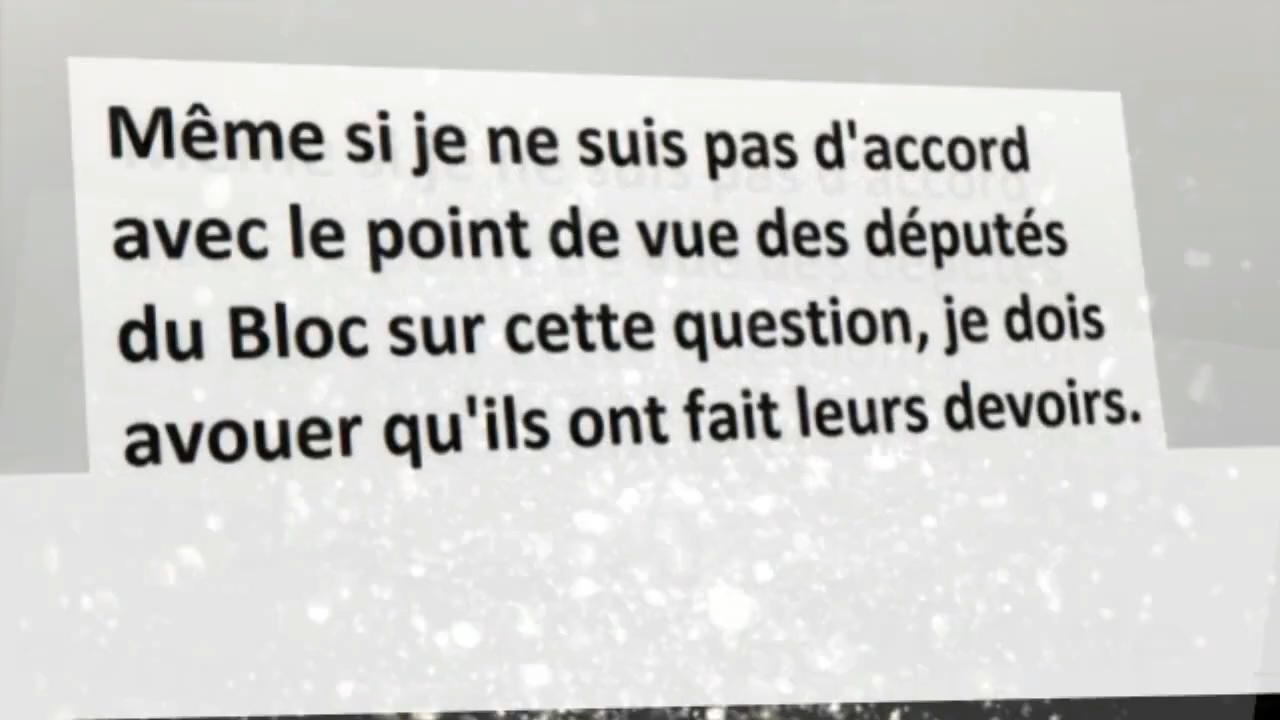 Même si je ne suis pas d'accord
avec le point de vue des députés
du Bloc sur cette question, je dois
avouer qu'ils ont fait leurs devoirs.